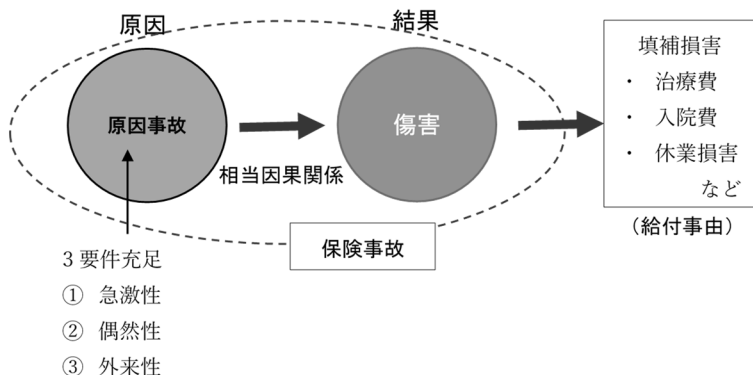 原因
結果
原因事故
傷害
相当因果関係
保険事故
3要件充足
① 急激性
② 偶然性
③ 外来性
填補損害
・ 治療費
・ 入院費
・ 休業損害
など
(給付事由)